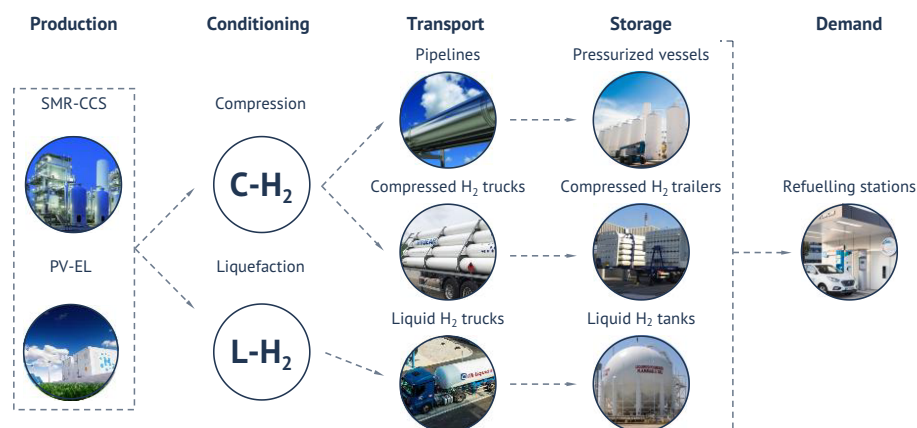 Production
Conditioning
Transport
Storage
Demand
SMR-CCS
PV-EL
Compression
C-H₂
Liquefaction
L-H₂
Pipelines
Compressed H₂ trucks
Liquid H₂ trucks
Pressurized vessels
Compressed H₂ trailers
Liquid H₂ tanks
Refuelling stations